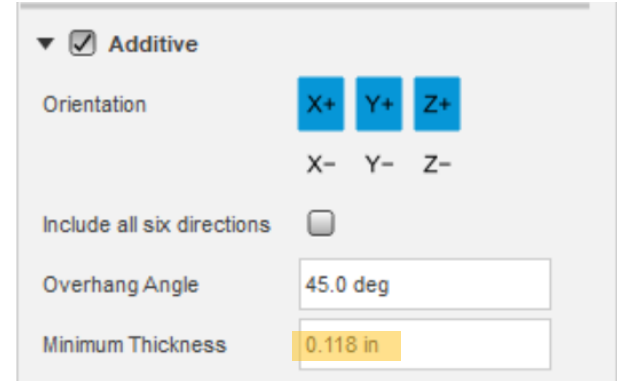 Additive
Orientation X+ Y+ Z+
X- Y- Z-
Include all six directions
Overhang Angle 45.0 deg
Minimum Thickness 0.118 in